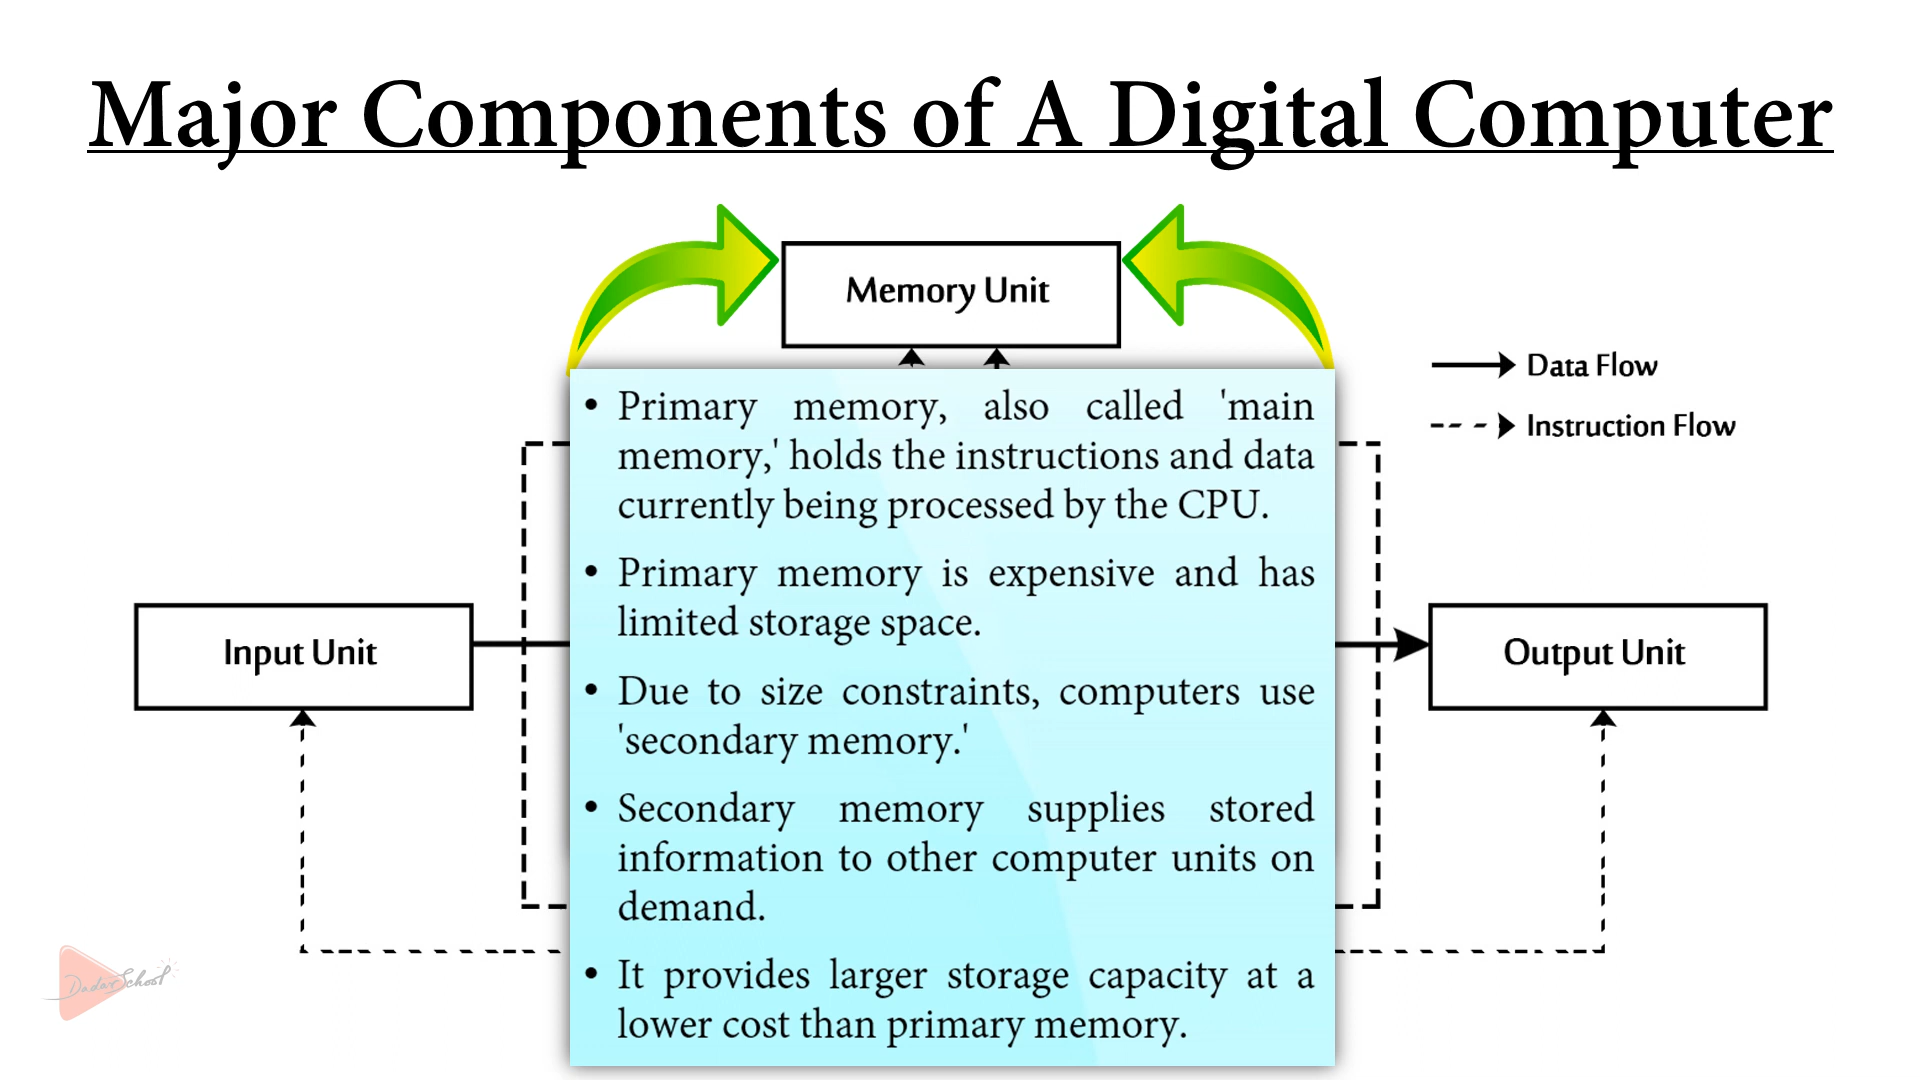 Major Components of A Digital Computer
Memory Unit
Data Flow
Instruction Flow
• Primary memory, also called 'main
memory,' holds the instructions and data
currently being processed by the CPU.
• Primary memory is expensive and has
limited storage space.
• Due to size constraints, computers use
'secondary memory.'
• Secondary memory supplies stored
information to other computer units on
demand.
• It provides larger storage capacity at a
lower cost than primary memory.
Input Unit
Output Unit
Dadar School